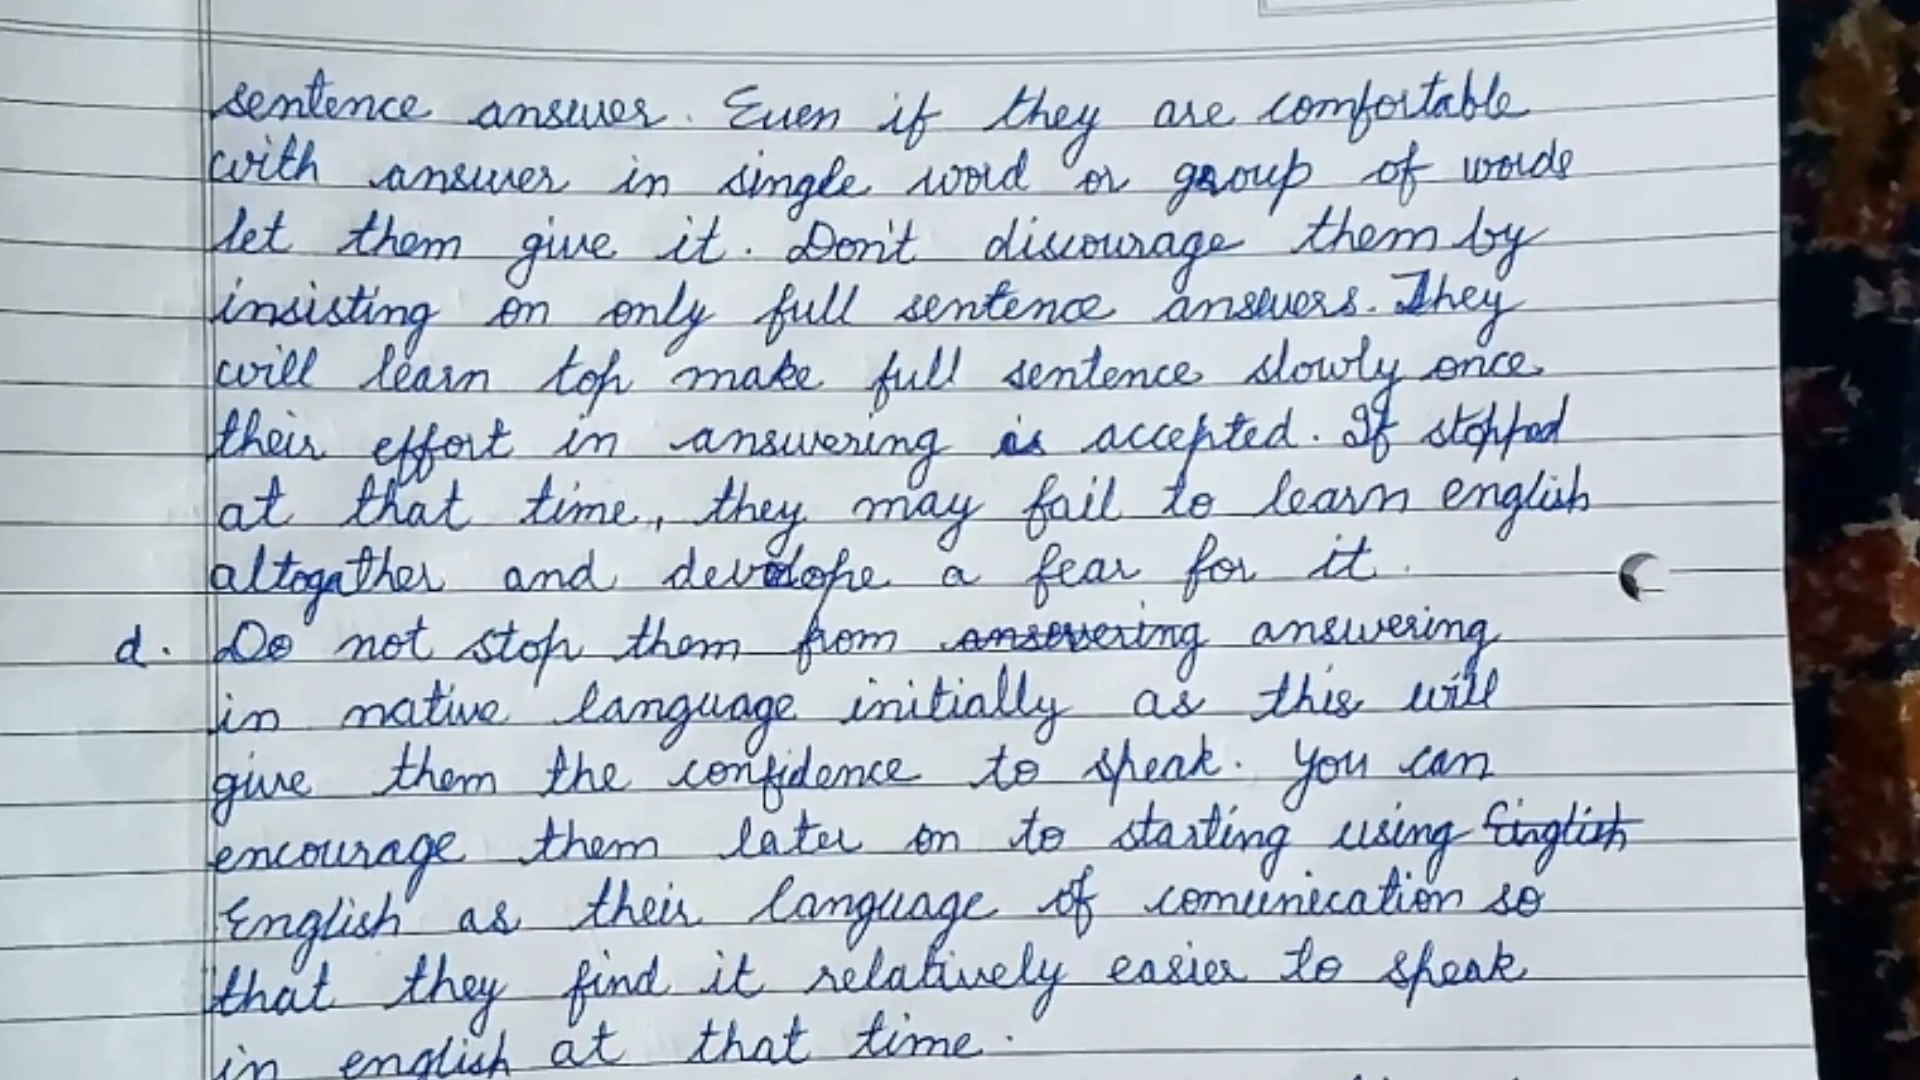 sentence answer. Even if they are comfortable
with answer in single word or group of words
let them give it. Don't discourage them by
insisting on only full sentence answers. They
will learn top make full sentence slowly once
their effort in answering is accepted. If stopped
at that time, they may fail to learn english
altogather and develope a fear for it.
d. Do not stop them from answering answering
in native language initially as this will
give them the confidence to speak. You can
encourage them later on to starting using English
English as their language of comunication so
that they find it relatively easier to speak
in english at that time.